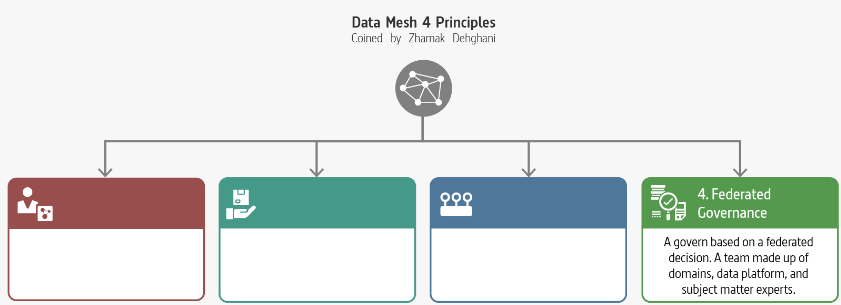 Data Mesh 4 Principles
Coined by Zhamak Dehghani
4. Federated
Governance
A govern based on a federated
decision. A team made up of
domains, data platform, and
subject matter experts.